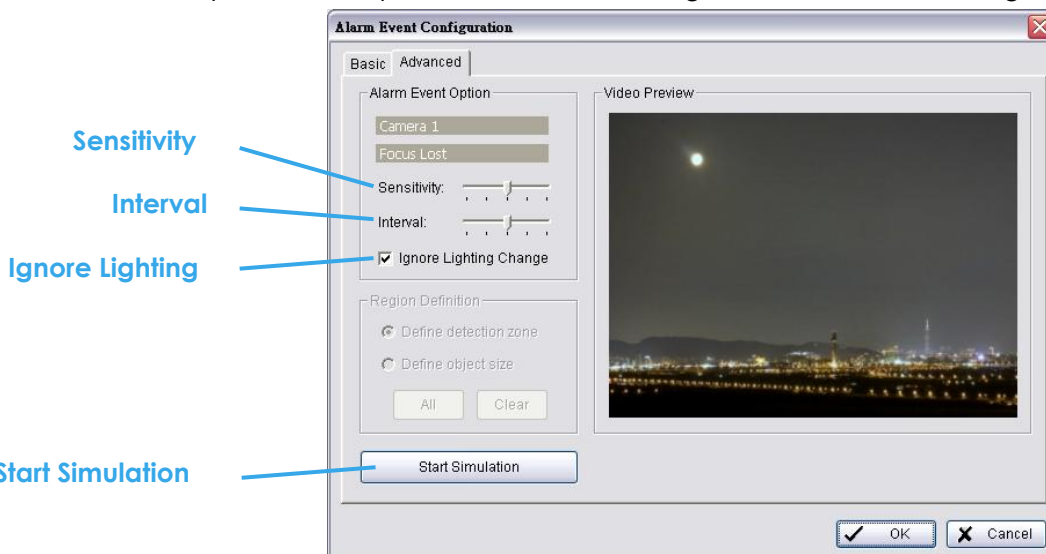 Alarm Event Configuration
Basic Advanced
Alarm Event Option
Video Preview
Camera 1
Focus Lost
Sensitivity
Sensitivity:
Interval
Interval:
Ignore Lighting
Ignore Lighting Change
Region Definition
Define detection zone
Define object size
All Clear
Start Simulation
Start Simulation
OK Cancel